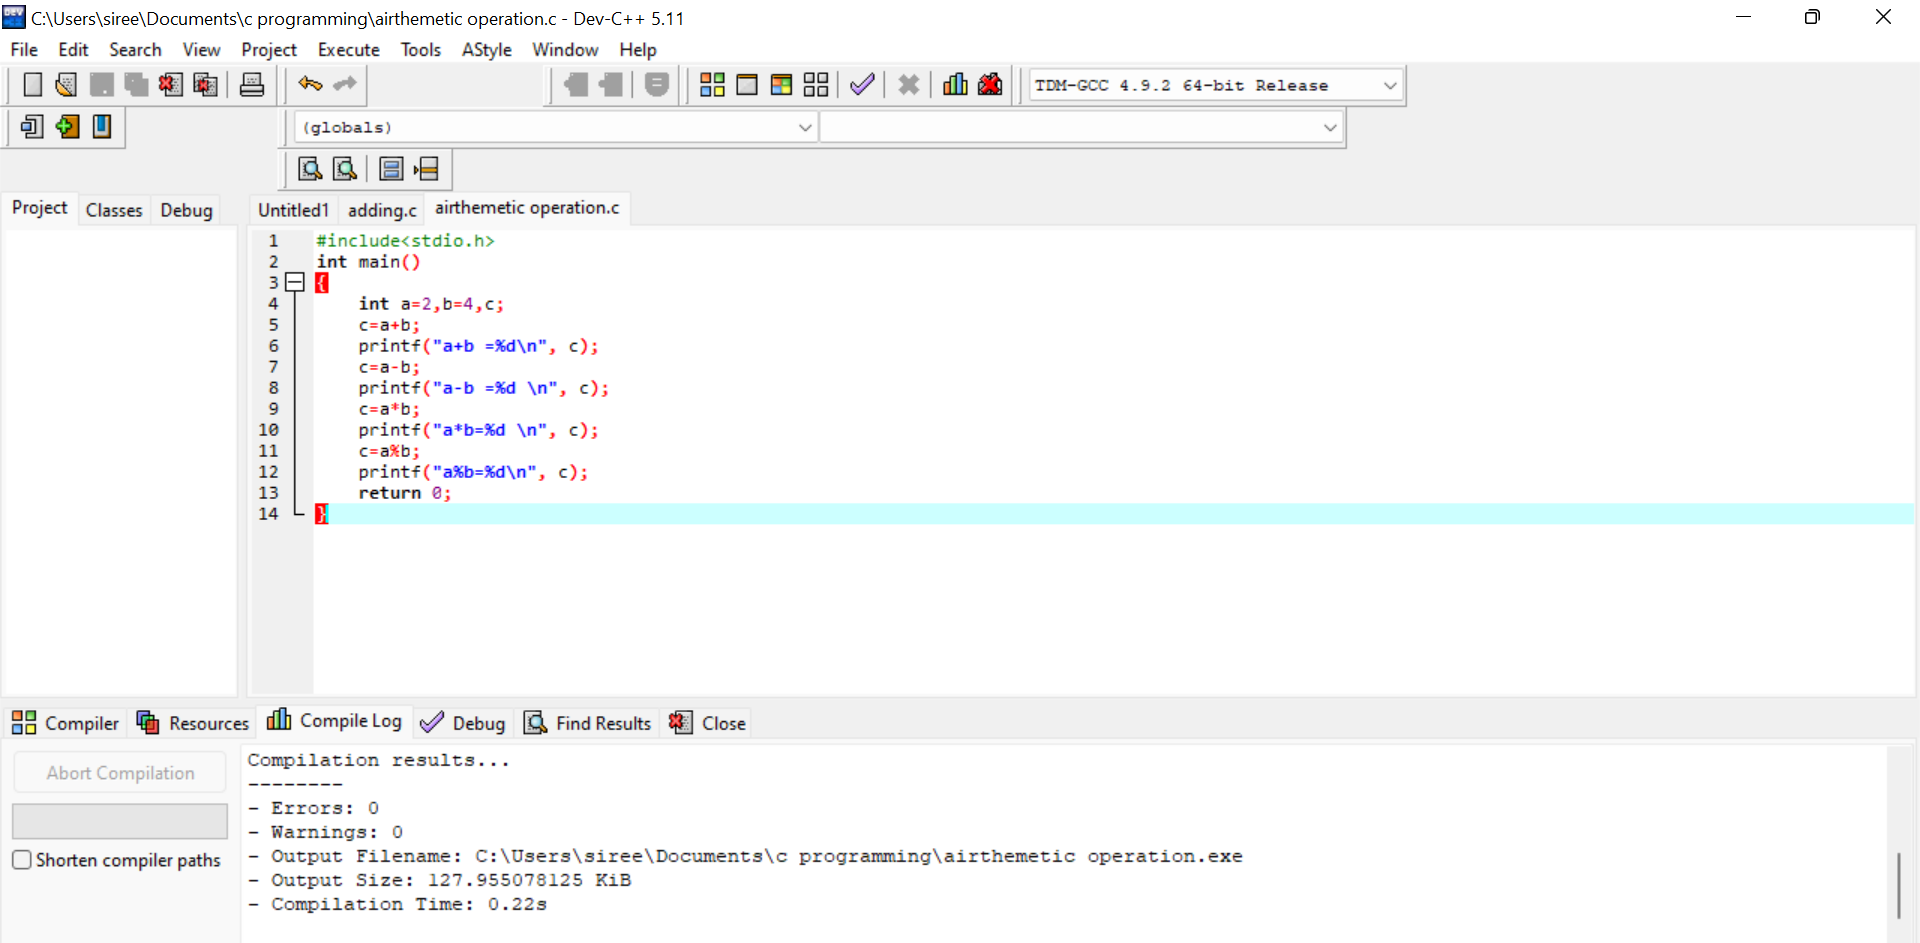 C:\Users\siree\Documents\c programming\airthemetic operation.c - Dev-C++ 5.11
File Edit Search View Project Execute Tools AStyle Window Help
TDM-GCC 4.9.2 64-bit Release
(globals)
Project Classes Debug
Untitled1 adding.c airthemetic operation.c
1 #include<stdio.h>
2 int main()
3 {
4 int a=2,b=4,c;
5 c=a+b;
6 printf("a+b =%d\n", c);
7 c=a-b;
8 printf("a-b =%d \n", c);
9 c=a*b;
10 printf("a*b=%d \n", c);
11 c=a%b;
12 printf("a%b=%d\n", c);
13 return 0;
14 }
Compiler Resources Compile Log Debug Find Results Close
Abort Compilation
Shorten compiler paths
Compilation results...
--------
- Errors: 0
- Warnings: 0
- Output Filename: C:\Users\siree\Documents\c programming\airthemetic operation.exe
- Output Size: 127.955078125 KiB
- Compilation Time: 0.22s